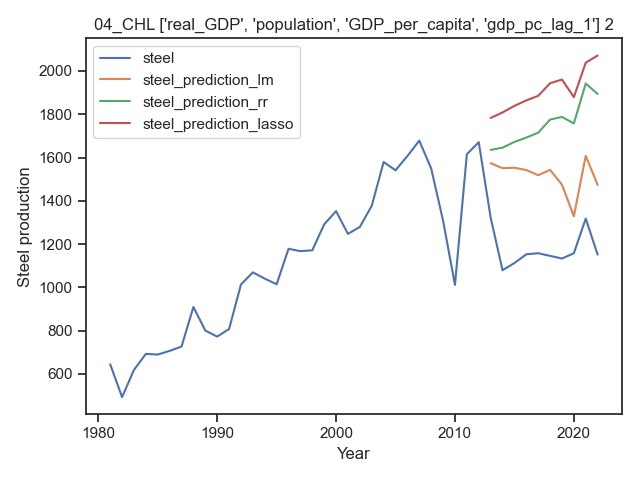 04_CHL ['real_GDP', 'population', 'GDP_per_capita', 'gdp_pc_lag_1'] 2
steel
steel_prediction_lm
steel_prediction_rr
steel_prediction_lasso
Steel production
2000
1800
1600
1400
1200
1000
800
600
1980
1990
2000
2010
2020
Year